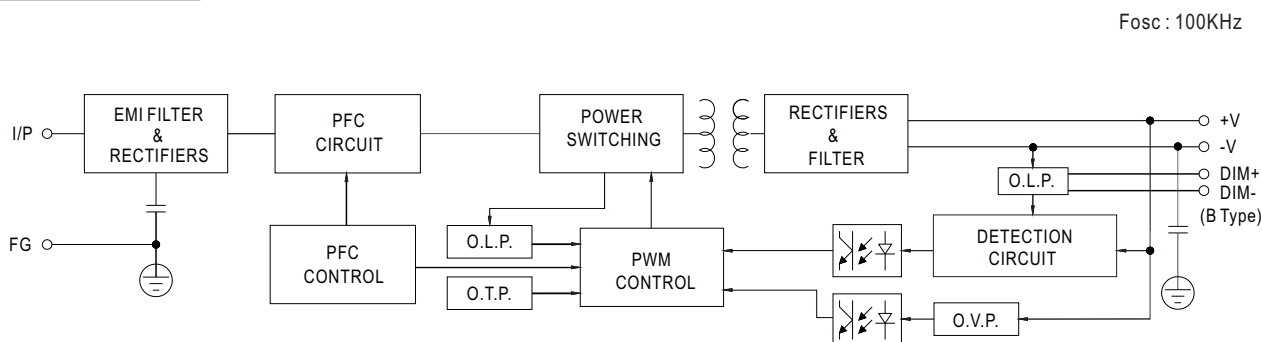 Fosc : 100KHz
I/P
EMI FILTER
&
RECTIFIERS
PFC
CIRCUIT
POWER
SWITCHING
RECTIFIERS
&
FILTER
+V
-V
DIM+
DIM-
(B Type)
O.L.P.
FG
PFC
CONTROL
O.L.P.
O.T.P.
PWM
CONTROL
DETECTION
CIRCUIT
O.V.P.